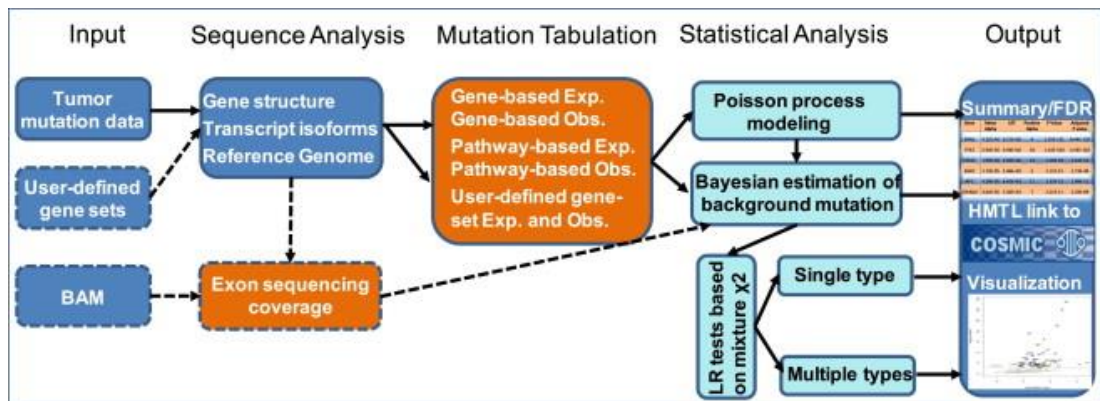 Input
Sequence Analysis
Mutation Tabulation
Statistical Analysis
Output
Tumor
mutation data
User-defined
gene sets
BAM
Gene structure
Transcript isoforms
Reference Genome
Exon sequencing
coverage
Gene-based Exp.
Gene-based Obs.
Pathway-based Exp.
Pathway-based Obs.
User-defined gene-
set Exp. and Obs.
Poisson process
modeling
Bayesian estimation of
background mutation
LR tests based
on mixture χ2
Single type
Multiple types
Summary/FDR
HMTL link to
COSMIC
Visualization